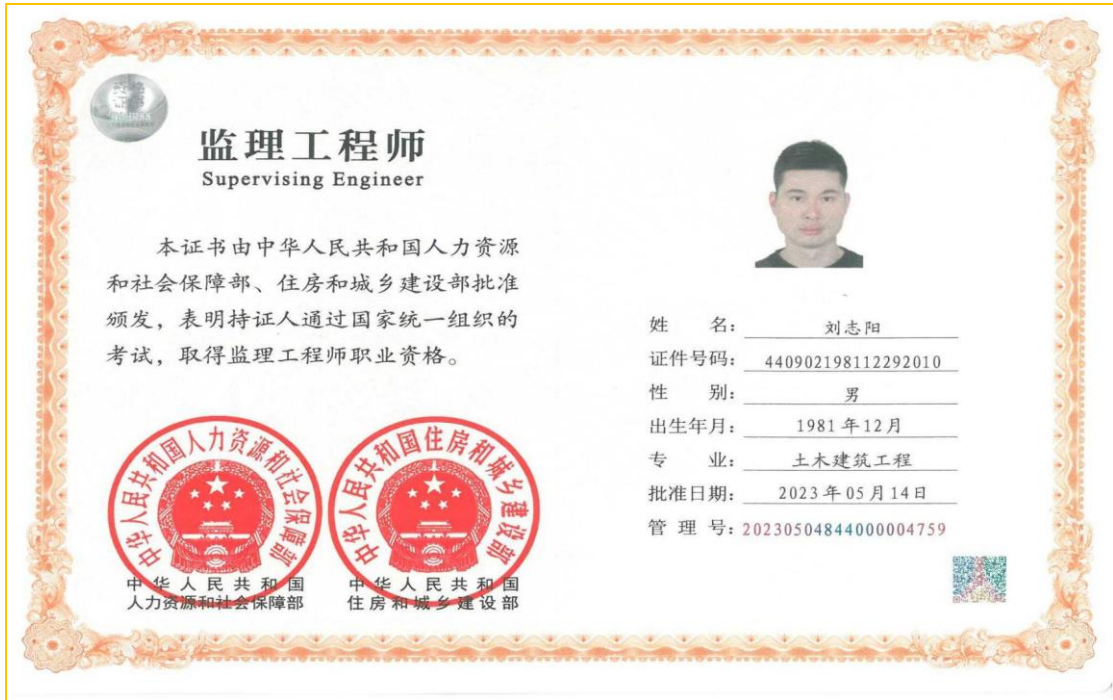 监理工程师
Supervising Engineer
本证书由中华人民共和国人力资源
和社会保障部、住房和城乡建设部批准
颁发，表明持证人通过国家统一组织的
考试，取得监理工程师职业资格。
中华人民共和国人力资源和社会保障部
中华人民共和国
人力资源和社会保障部
中华人民共和国住房和城乡建设部
中华人民共和国
住房和城乡建设部
姓 名：刘志阳
证件号码：440902198112292010
性 别：男
出生年月：1981年12月
专 业：土木建筑工程
批准日期：2023年05月14日
管 理 号：20230504844000004759